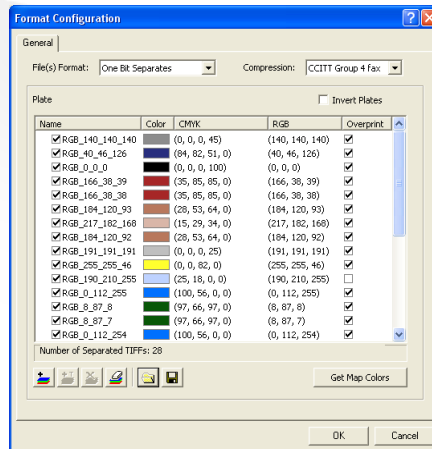 Format Configuration
General
File(s) Format: One Bit Separates Compression: CCITT Group 4 fax
Plate Invert Plates
Name Color CMYK RGB Overprint
RGB_140_140_140 (0, 0, 0, 45) (140, 140, 140)
RGB_40_46_126 (84, 82, 51, 0) (40, 46, 126)
RGB_0_0_0 (0, 0, 0, 100) (0, 0, 0)
RGB_166_38_39 (35, 85, 85, 0) (166, 38, 39)
RGB_166_38_38 (35, 85, 85, 0) (166, 38, 38)
RGB_184_120_93 (28, 53, 64, 0) (184, 120, 93)
RGB_217_182_168 (15, 29, 34, 0) (217, 182, 168)
RGB_184_120_92 (28, 53, 64, 0) (184, 120, 92)
RGB_191_191_191 (0, 0, 0, 25) (191, 191, 191)
RGB_255_255_46 (0, 0, 82, 0) (255, 255, 46)
RGB_190_210_255 (25, 18, 0, 0) (190, 210, 255)
RGB_0_112_255 (100, 56, 0, 0) (0, 112, 255)
RGB_8_87_8 (97, 66, 97, 0) (8, 87, 8)
RGB_8_87_7 (97, 66, 97, 0) (8, 87, 7)
RGB_0_112_254 (100, 56, 0, 0) (0, 112, 254)
Number of Separated TIFFs: 28
Get Map Colors
OK Cancel